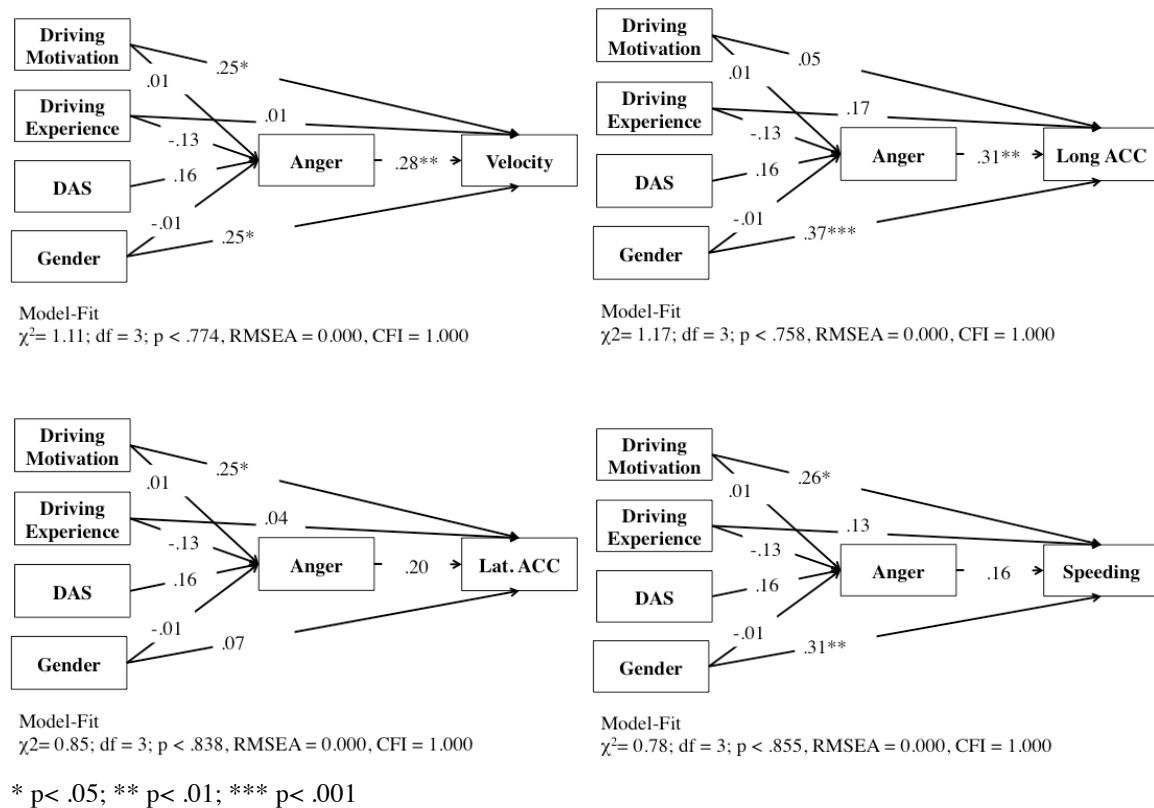 Driving
Motivation
.25*
.01
Driving
Experience
.01
-.13
Anger
.28**
Velocity
DAS
.16
-.01
Gender
.25*
Model-Fit
χ²= 1.11; df = 3; p < .774, RMSEA = 0.000, CFI = 1.000
Driving
Motivation
.05
.01
Driving
Experience
.17
-.13
Anger
.31**
Long ACC
DAS
.16
-.01
Gender
.37***
Model-Fit
χ2= 1.17; df = 3; p < .758, RMSEA = 0.000, CFI = 1.000
Driving
Motivation
.25*
.01
Driving
Experience
.04
-.13
Anger
.20
Lat. ACC
DAS
.16
-.01
Gender
.07
Model-Fit
χ2= 0.85; df = 3; p < .838, RMSEA = 0.000, CFI = 1.000
Driving
Motivation
.26*
.01
Driving
Experience
.13
-.13
Anger
.16
Speeding
DAS
.16
-.01
Gender
.31**
Model-Fit
χ²= 0.78; df = 3; p < .855, RMSEA = 0.000, CFI = 1.000
* p< .05; ** p< .01; *** p< .001